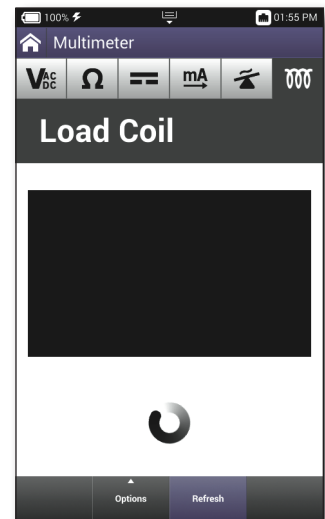 100%
01:55 PM
Multimeter
VAC
DC
Ω
mA
Load Coil
Options
Refresh